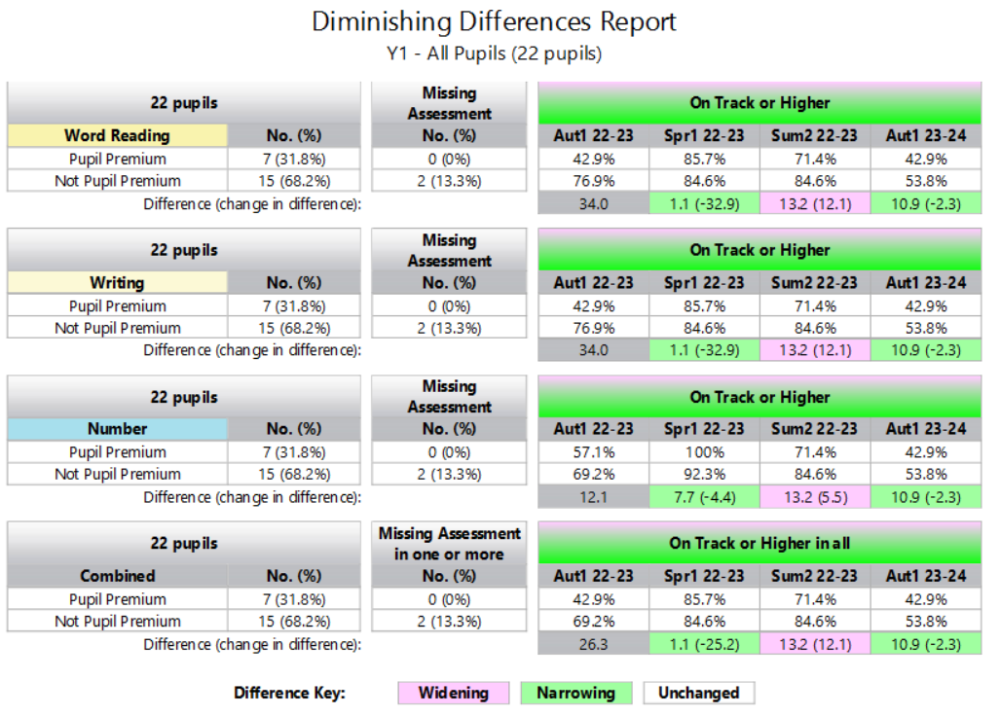 Diminishing Differences Report
Y1 - All Pupils (22 pupils)
22 pupils Missing Assessment On Track or Higher
Word Reading No. (%) No. (%) Aut1 22-23 Spr1 22-23 Sum2 22-23 Aut1 23-24
Pupil Premium 7 (31.8%) 0 (0%) 42.9% 85.7% 71.4% 42.9%
Not Pupil Premium 15 (68.2%) 2 (13.3%) 76.9% 84.6% 84.6% 53.8%
Difference (change in difference): 34.0 1.1 (-32.9) 13.2 (12.1) 10.9 (-2.3)
22 pupils Missing Assessment On Track or Higher
Writing No. (%) No. (%) Aut1 22-23 Spr1 22-23 Sum2 22-23 Aut1 23-24
Pupil Premium 7 (31.8%) 0 (0%) 42.9% 85.7% 71.4% 42.9%
Not Pupil Premium 15 (68.2%) 2 (13.3%) 76.9% 84.6% 84.6% 53.8%
Difference (change in difference): 34.0 1.1 (-32.9) 13.2 (12.1) 10.9 (-2.3)
22 pupils Missing Assessment On Track or Higher
Number No. (%) No. (%) Aut1 22-23 Spr1 22-23 Sum2 22-23 Aut1 23-24
Pupil Premium 7 (31.8%) 0 (0%) 57.1% 100% 71.4% 42.9%
Not Pupil Premium 15 (68.2%) 2 (13.3%) 69.2% 92.3% 84.6% 53.8%
Difference (change in difference): 12.1 7.7 (-4.4) 13.2 (5.5) 10.9 (-2.3)
22 pupils Missing Assessment in one or more On Track or Higher in all
Combined No. (%) No. (%) Aut1 22-23 Spr1 22-23 Sum2 22-23 Aut1 23-24
Pupil Premium 7 (31.8%) 0 (0%) 42.9% 85.7% 71.4% 42.9%
Not Pupil Premium 15 (68.2%) 2 (13.3%) 69.2% 84.6% 84.6% 53.8%
Difference (change in difference): 26.3 1.1 (-25.2) 13.2 (12.1) 10.9 (-2.3)
Difference Key: Widening Narrowing Unchanged